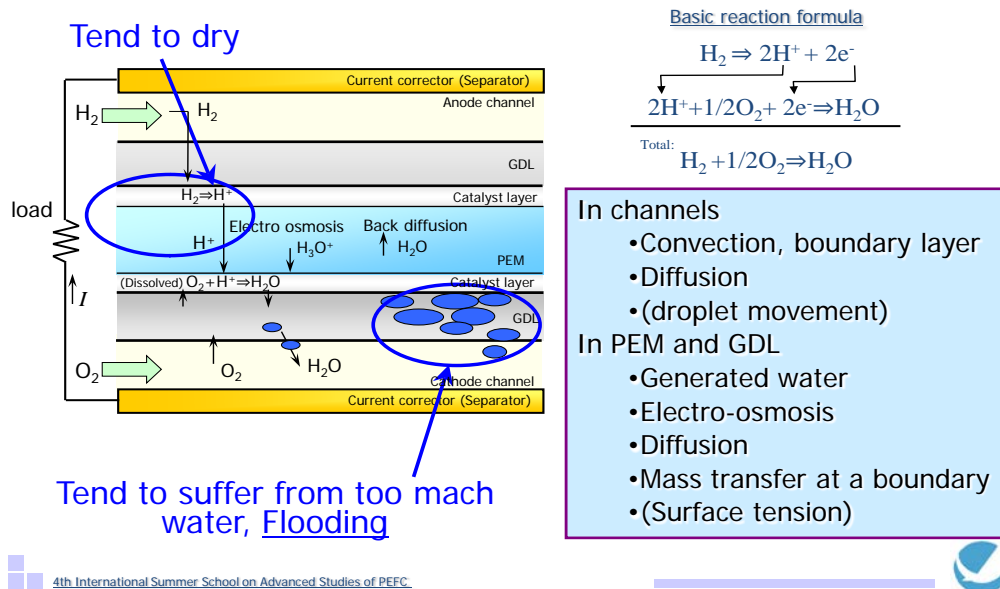 Tend to dry
Current corrector (Separator)
Anode channel
H₂
H₂
GDL
H₂⇒H⁺
Catalyst layer
load
Electro osmosis
Back diffusion
H⁺
H₃O⁺
H₂O
PEM
(Dissolved) O₂+H⁺⇒H₂O
Catalyst layer
I
GDL
O₂
O₂
H₂O
Cathode channel
Current corrector (Separator)
Tend to suffer from too mach
water, Flooding
Basic reaction formula
H₂ ⇒ 2H⁺ + 2e⁻
2H⁺+1/2O₂+ 2e⁻⇒H₂O
Total: H₂ +1/2O₂⇒H₂O
In channels
•Convection, boundary layer
•Diffusion
•(droplet movement)
In PEM and GDL
•Generated water
•Electro-osmosis
•Diffusion
•Mass transfer at a boundary
•(Surface tension)
4th International Summer School on Advanced Studies of PEFC